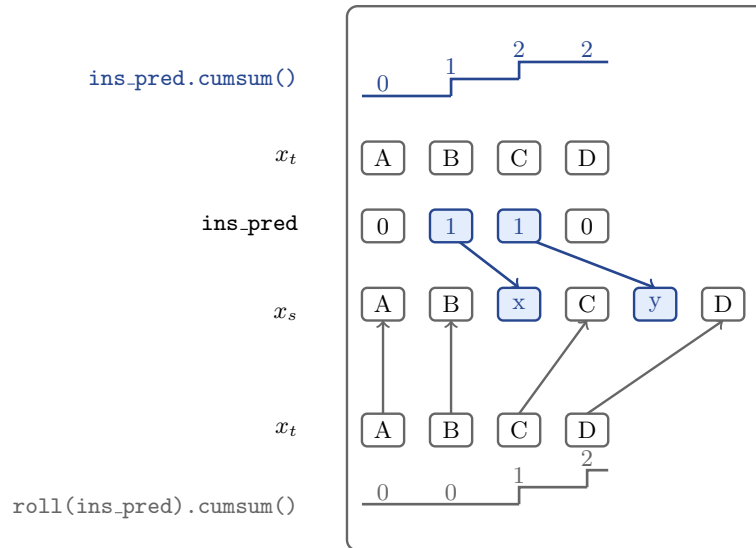 ins_pred.cumsum() 0 1 2 2
x_t A B C D
ins_pred 0 1 1 0
x_s A B x C y D
x_t A B C D
roll(ins_pred).cumsum() 0 0 1 2